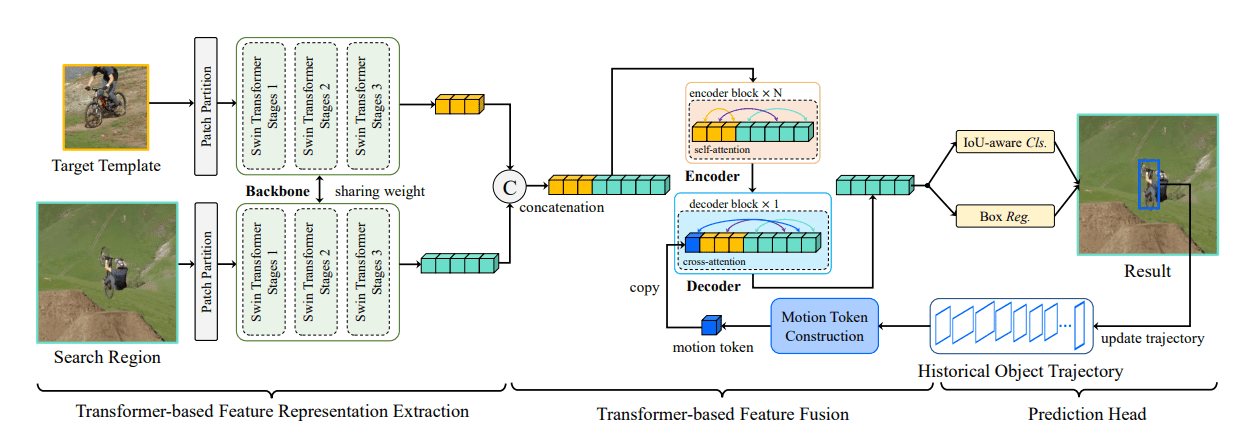 Target Template
Patch Partition
Swin Transformer
Stages 1
Swin Transformer
Stages 2
Swin Transformer
Stages 3
Backbone
sharing weight
Search Region
Patch Partition
Swin Transformer
Stages 1
Swin Transformer
Stages 2
Swin Transformer
Stages 3
C
concatenation
encoder block × N
self-attention
Encoder
decoder block × 1
cross-attention
Decoder
copy
motion token
Motion Token
Construction
IoU-aware Cls.
Box Reg.
Result
update trajectory
...
Historical Object Trajectory
Transformer-based Feature Representation Extraction
Transformer-based Feature Fusion
Prediction Head